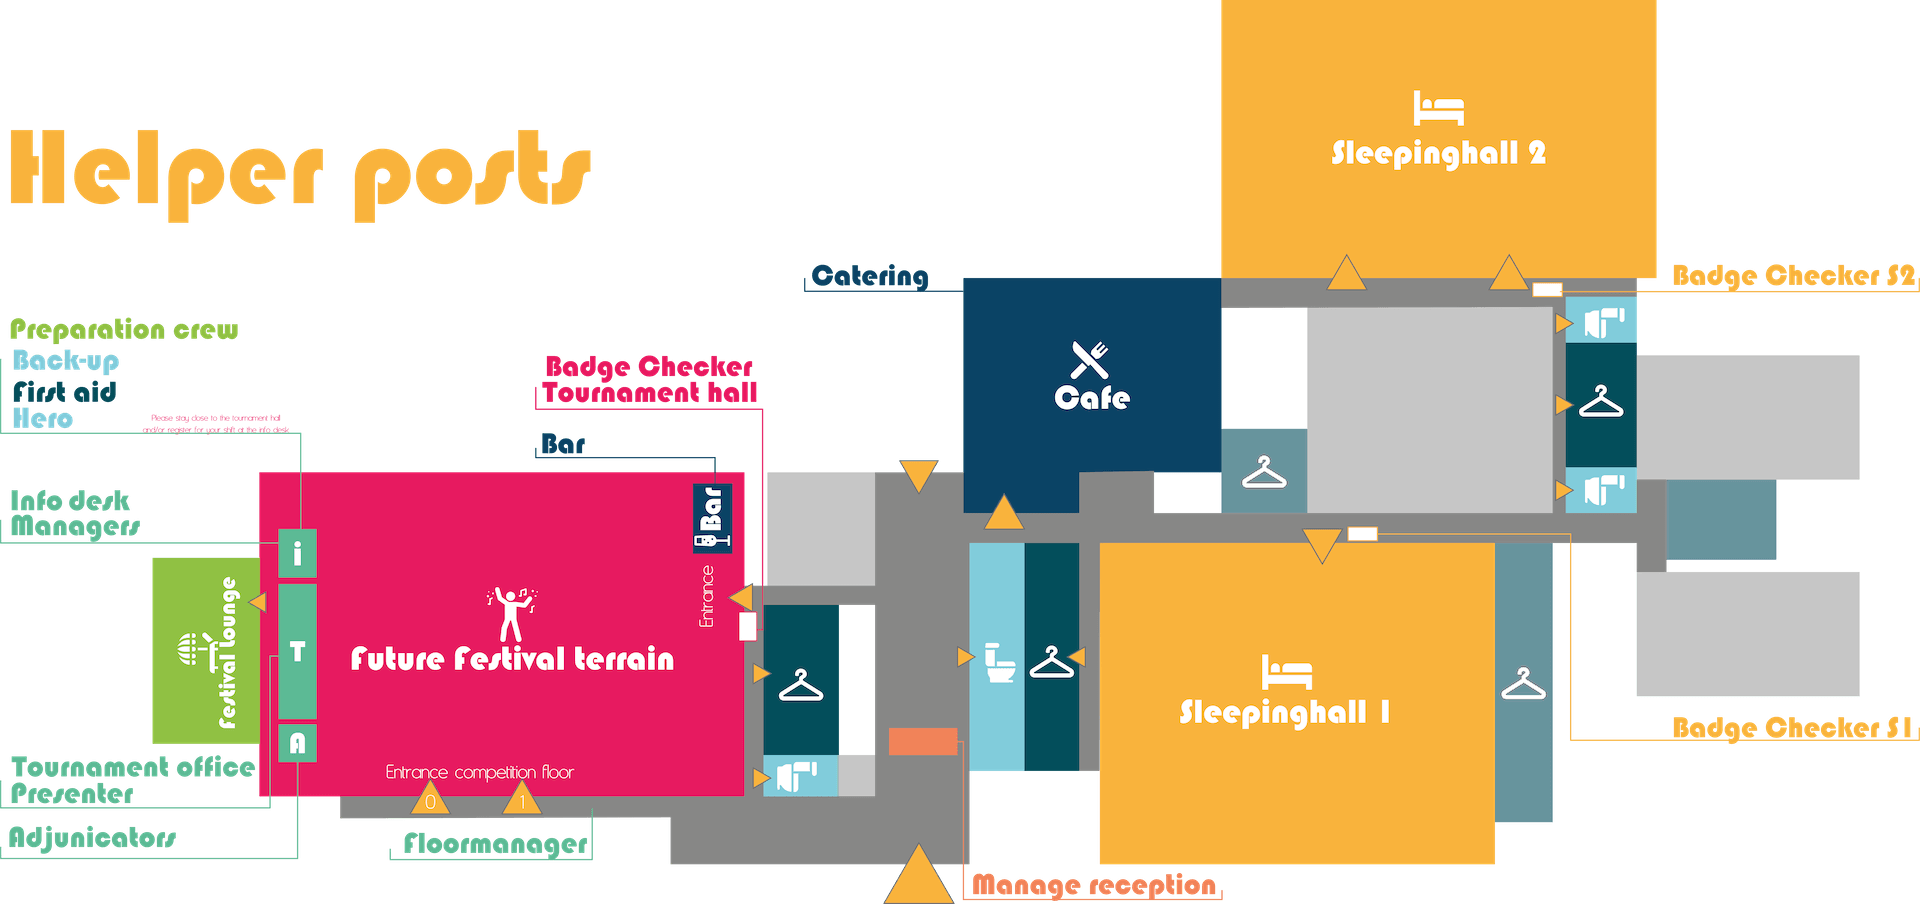 Helper posts
Sleepinghall 2
Catering
Badge Checker S2
Preparation crew
Back-up
First aid
Hero
Please stay close to the tournament hall
and/or register for your shift at the info desk
Badge Checker
Tournament hall
Bar
Cafe
Info desk
Managers
i
Bar
Entrance
Festival Lounge
T
Future Festival terrain
Sleepinghall 1
A
Badge Checker S1
Tournament office
Presenter
Entrance competition floor
0
1
Adjunicators
Floormanager
Manage reception